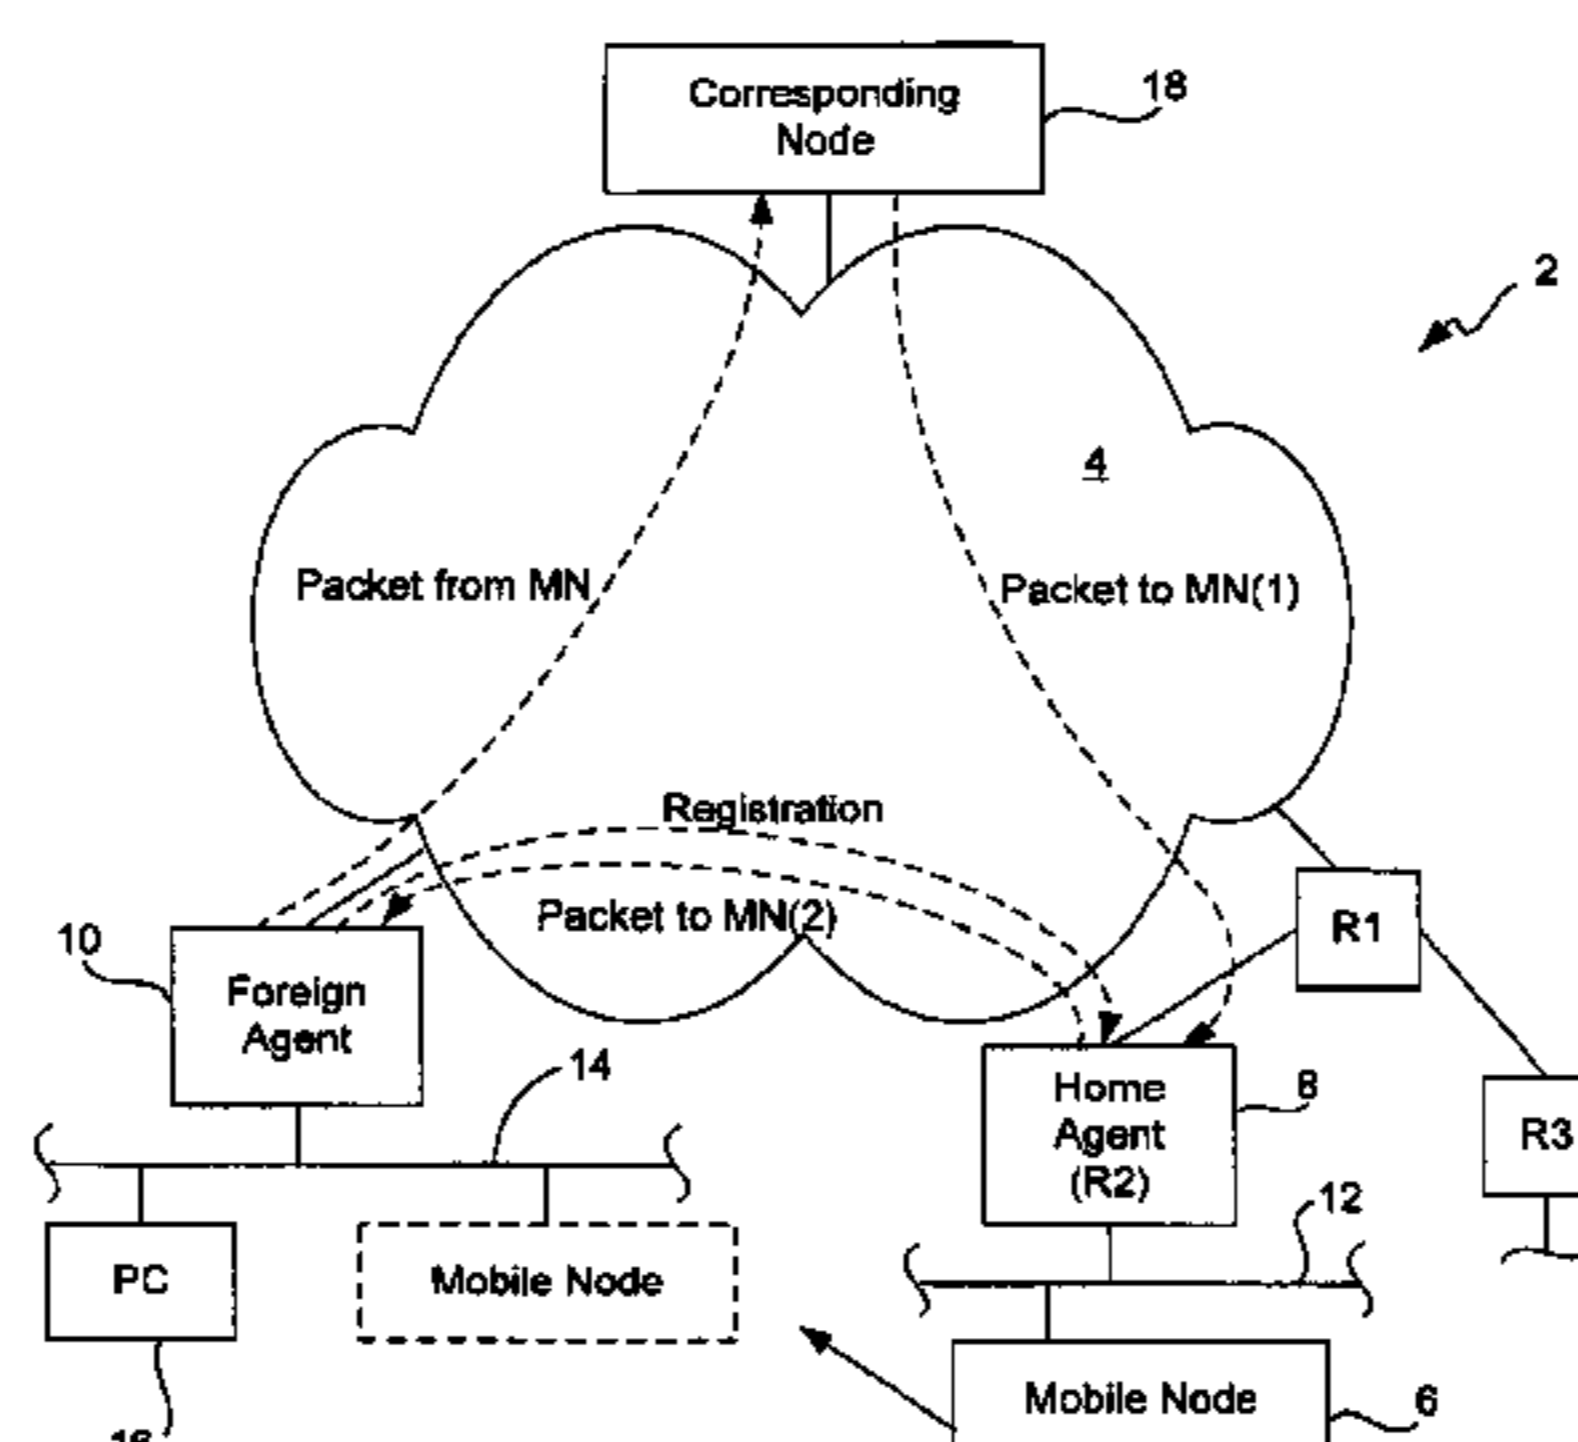 Corresponding
Node
18
2
4
Packet from MN
Packet to MN(1)
Registration
Packet to MN(2)
R1
10
Foreign
Agent
14
Home
Agent
(R2)
8
R3
12
PC
Mobile Node
Mobile Node
6